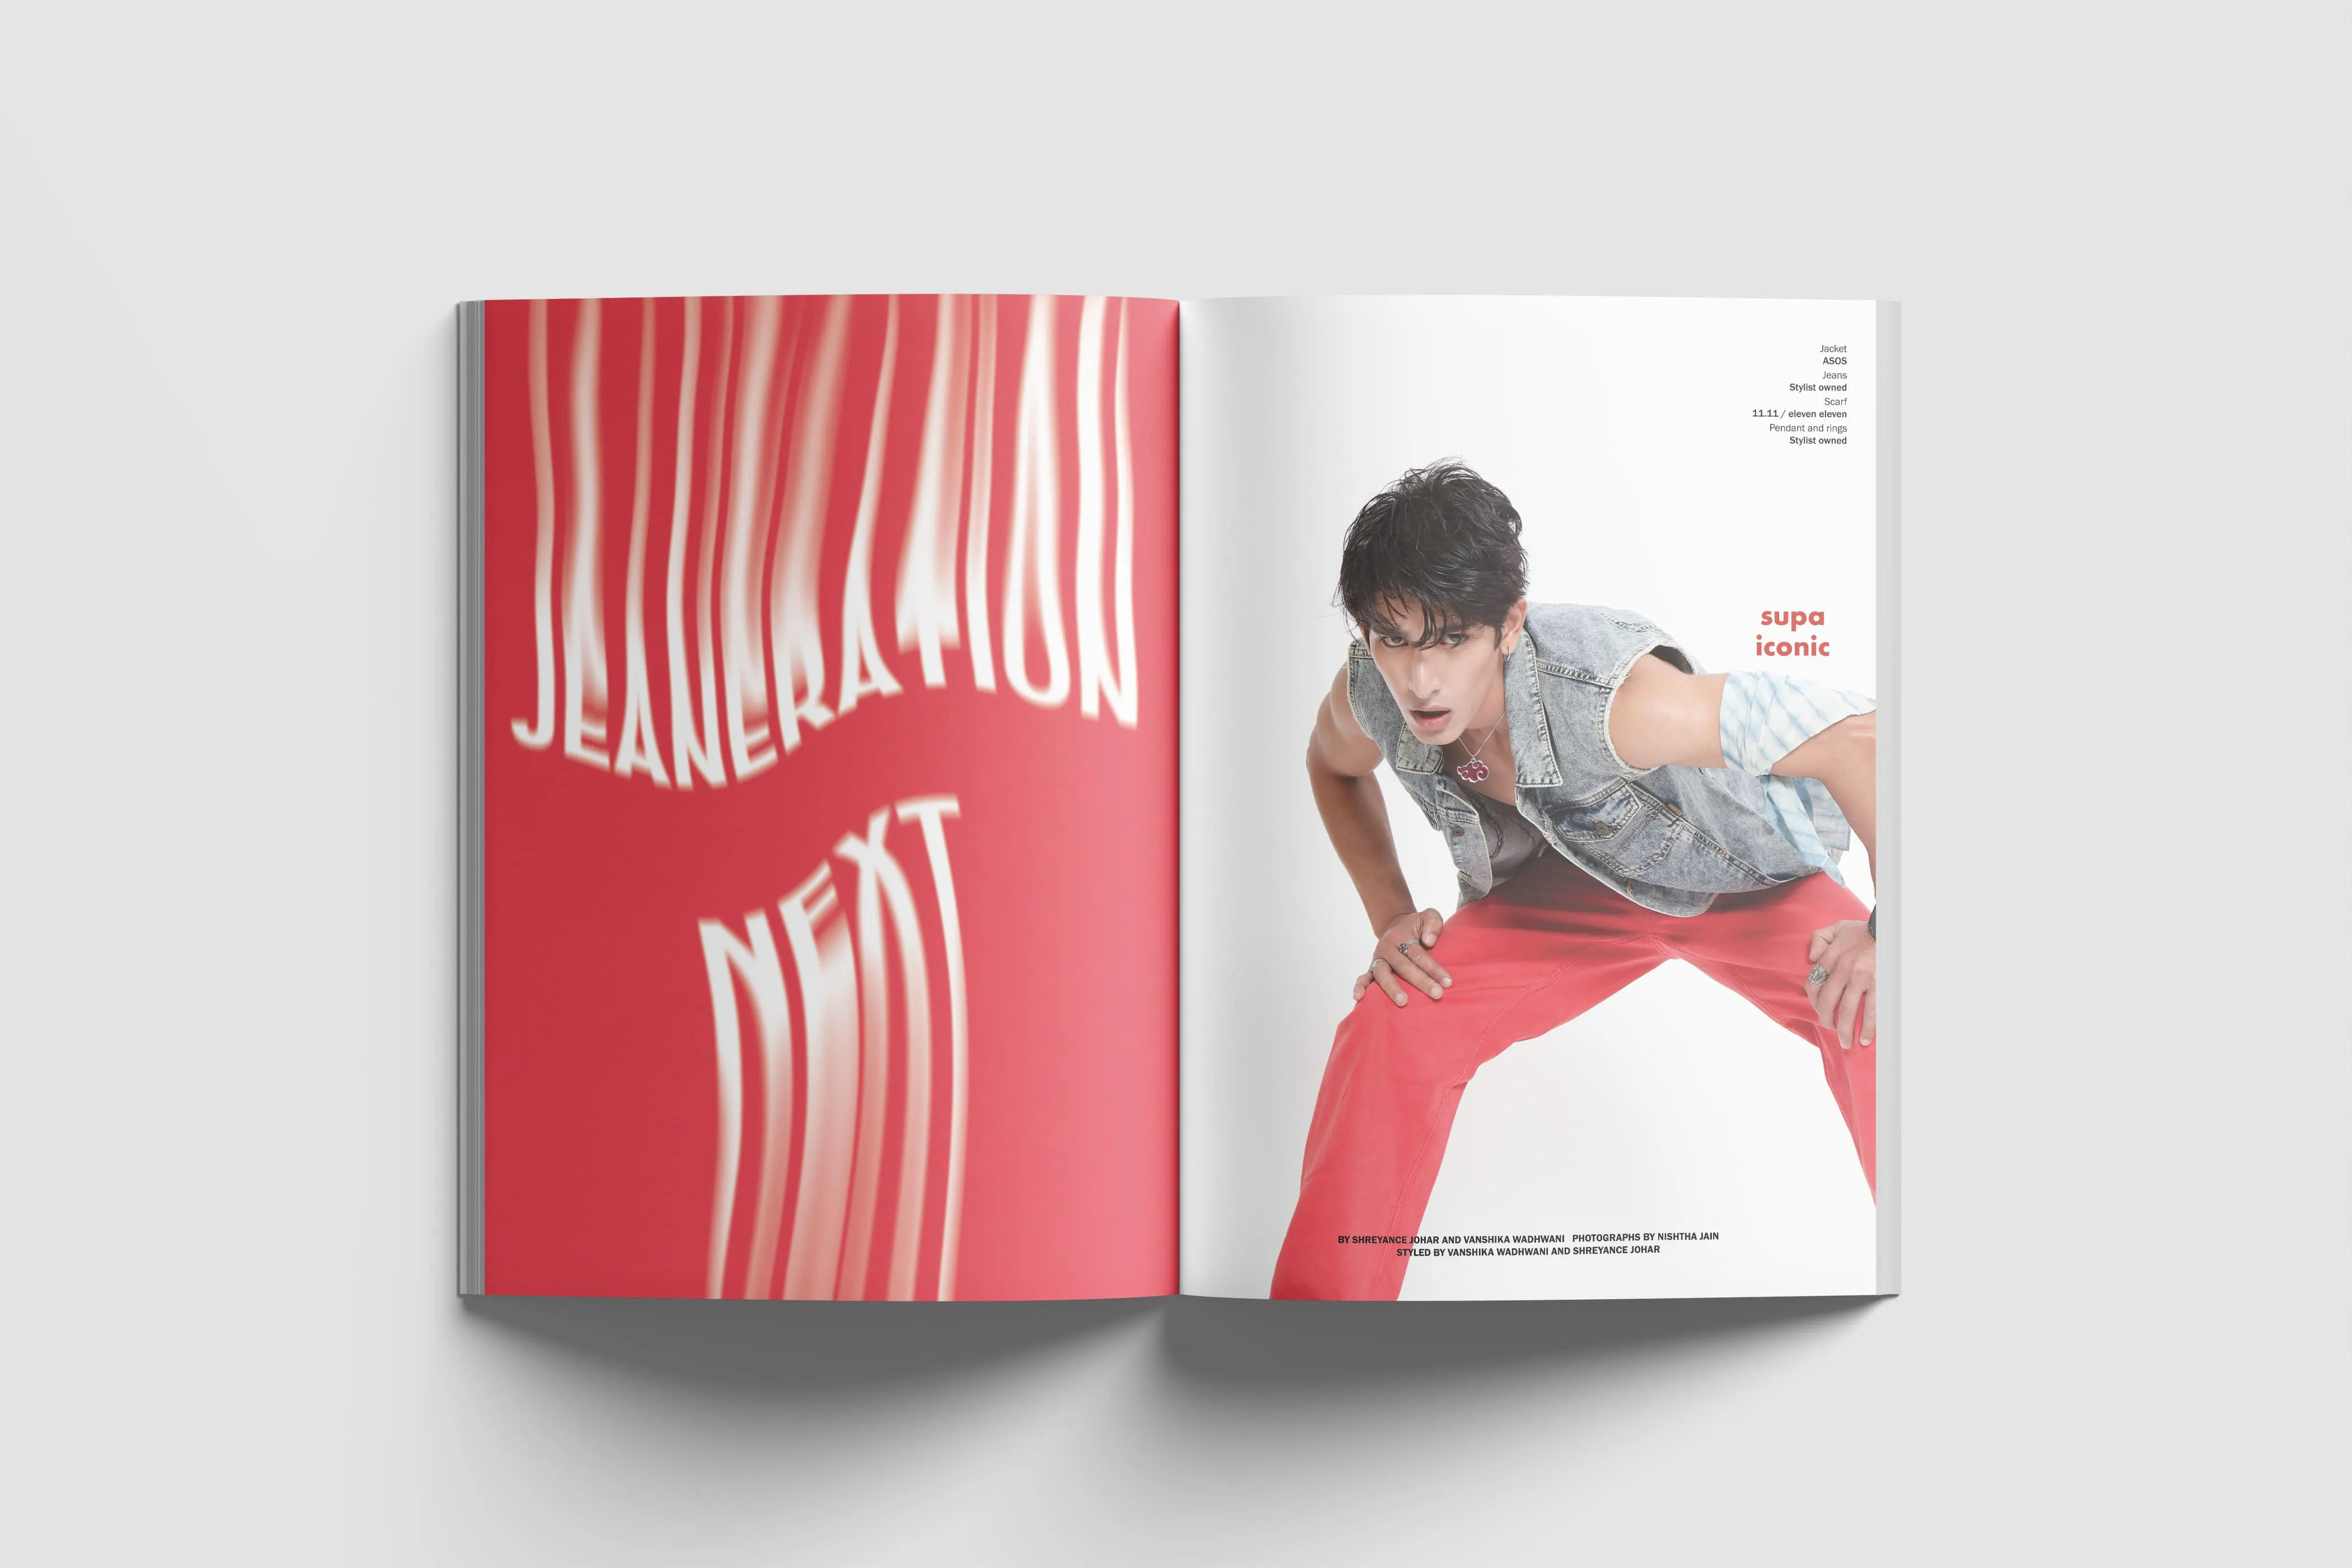 JEANERATION
NEXT
Jacket
ASOS
Jeans
Stylist owned
Scarf
11.11 / eleven eleven
Pendant and rings
Stylist owned
supa
iconic
BY SHREYANCE JOHAR AND VANSHIKA WADHWANI PHOTOGRAPHS BY NISHTHA JAIN
STYLED BY VANSHIKA WADHWANI AND SHREYANCE JOHAR